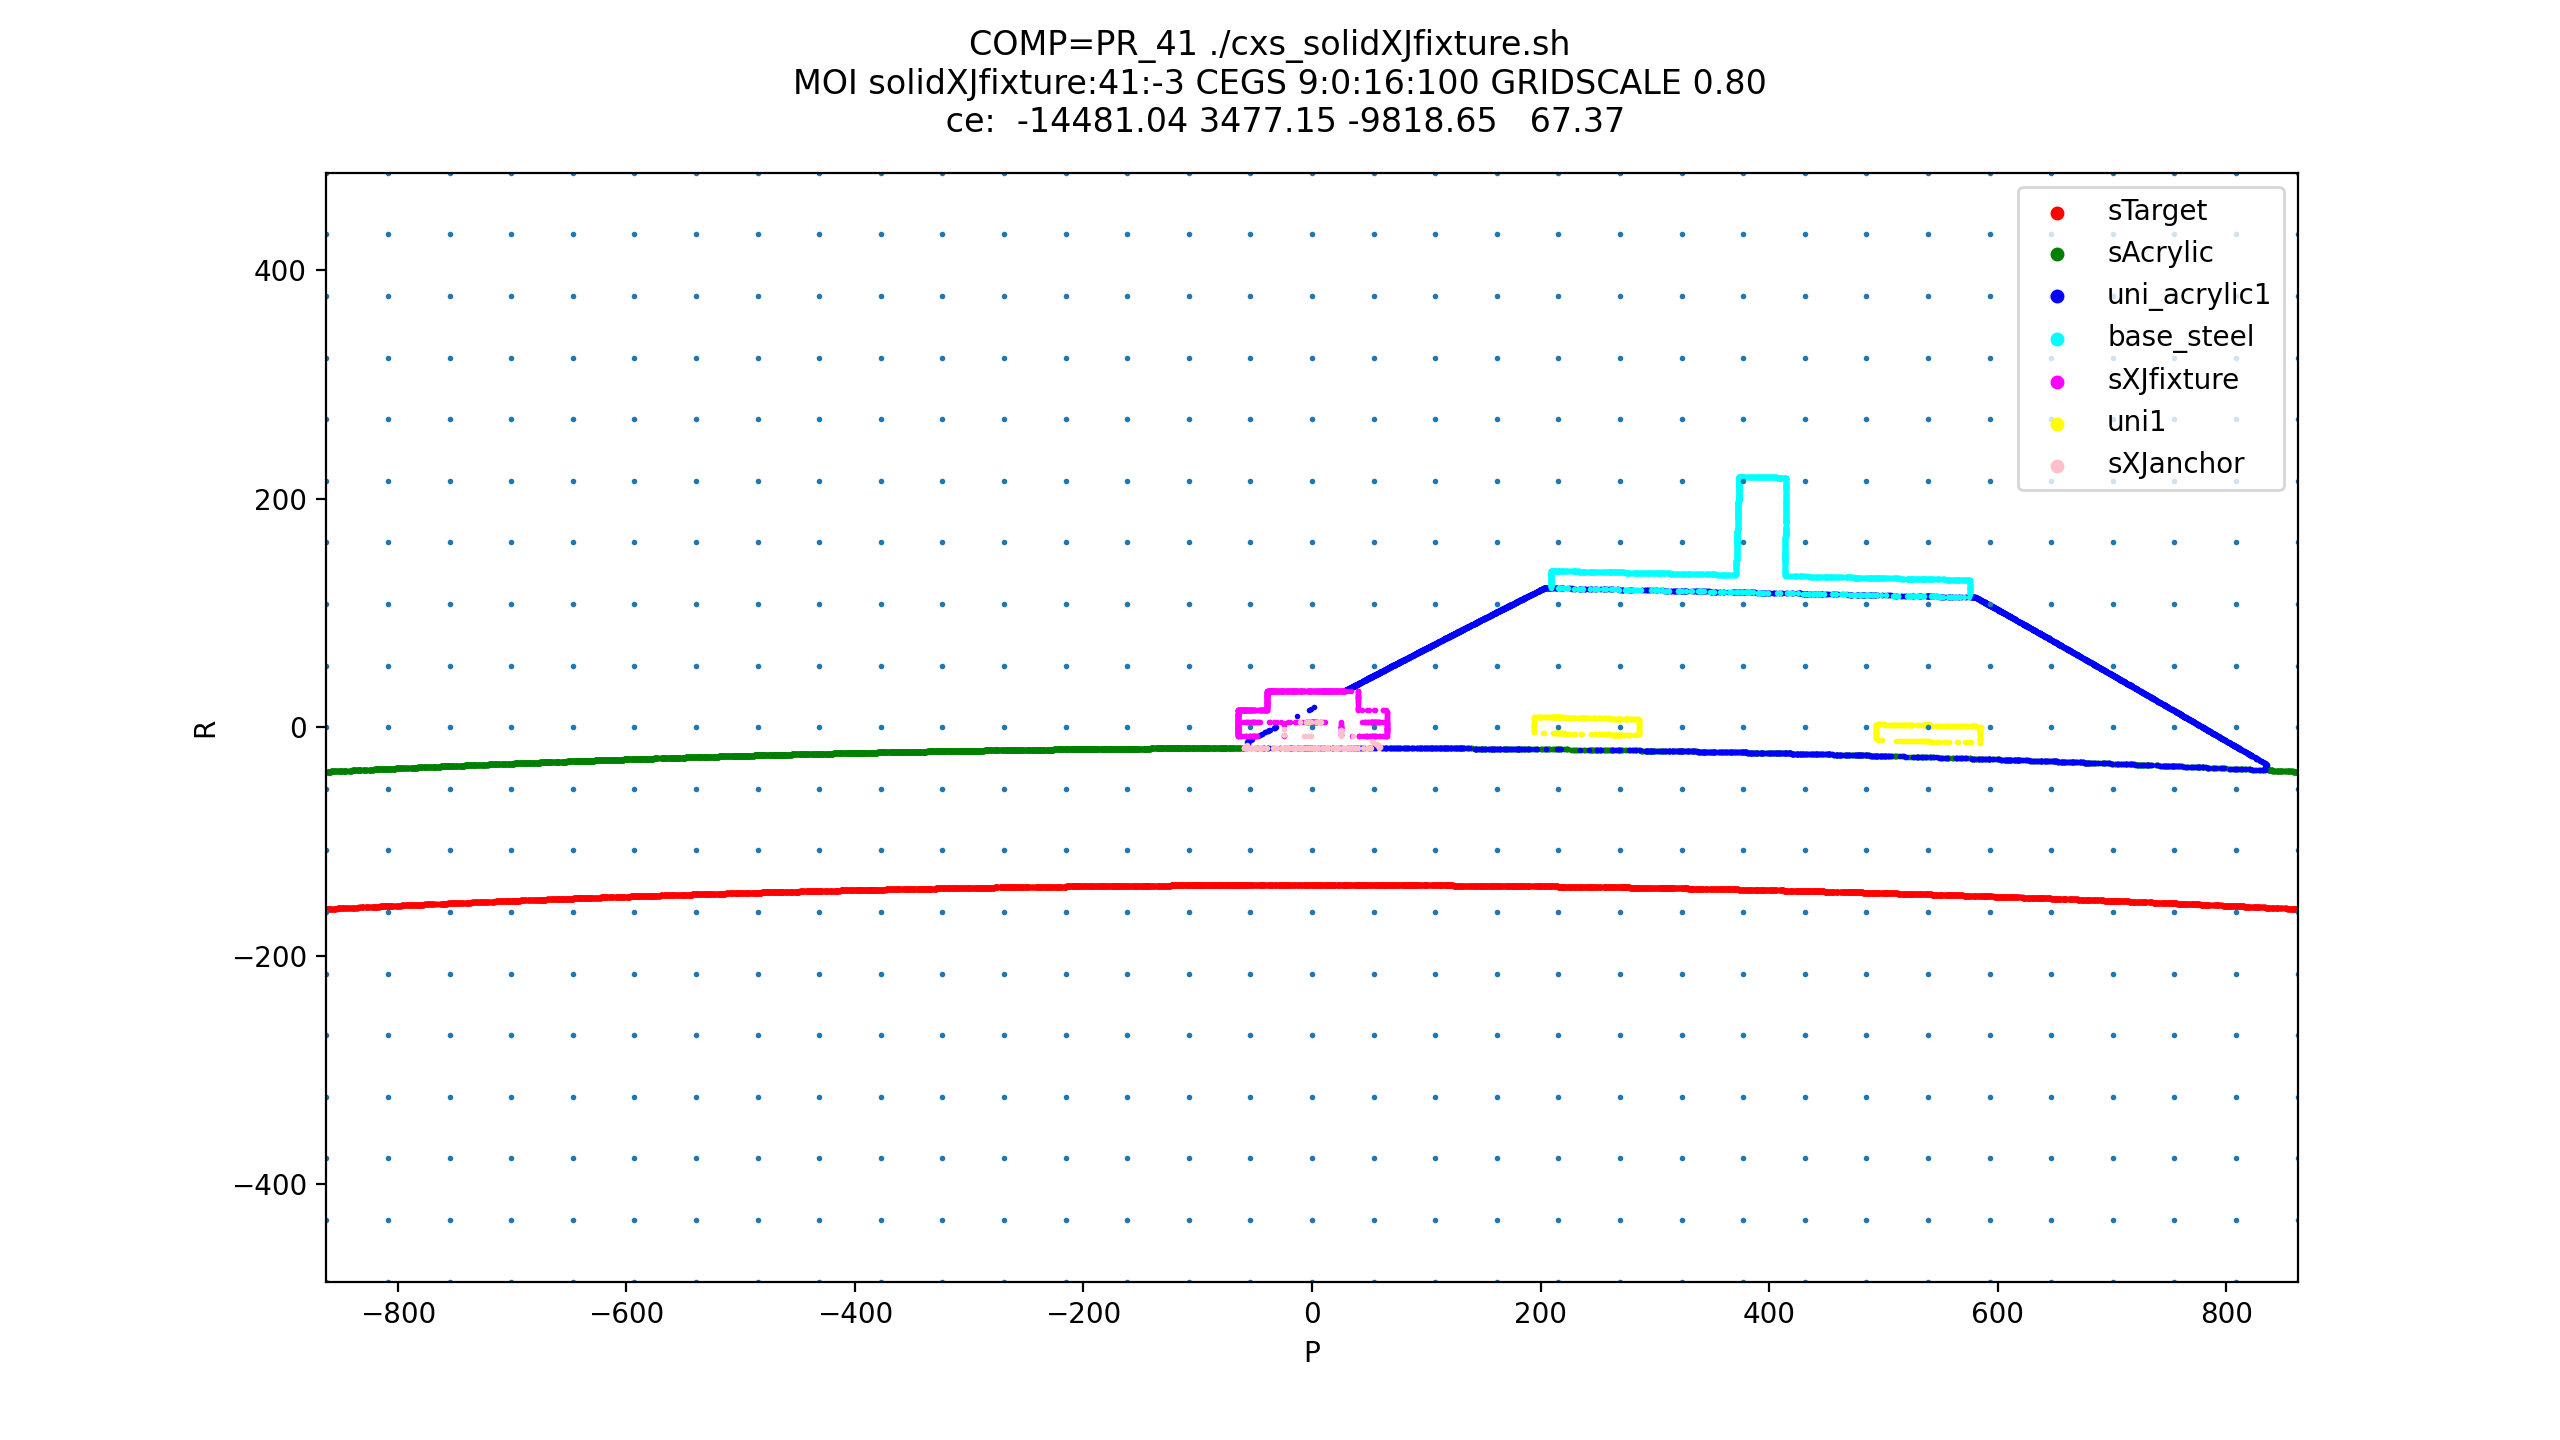 COMP=PR_41 ./cxs_solidXJfixture.sh
MOI solidXJfixture:41:-3 CEGS 9:0:16:100 GRIDSCALE 0.80
ce:  -14481.04 3477.15 -9818.65   67.37
sTarget
sAcrylic
uni_acrylic1
base_steel
sXJfixture
uni1
sXJanchor
400
200
0
−200
−400
R
−800
−600
−400
−200
0
200
400
600
800
P